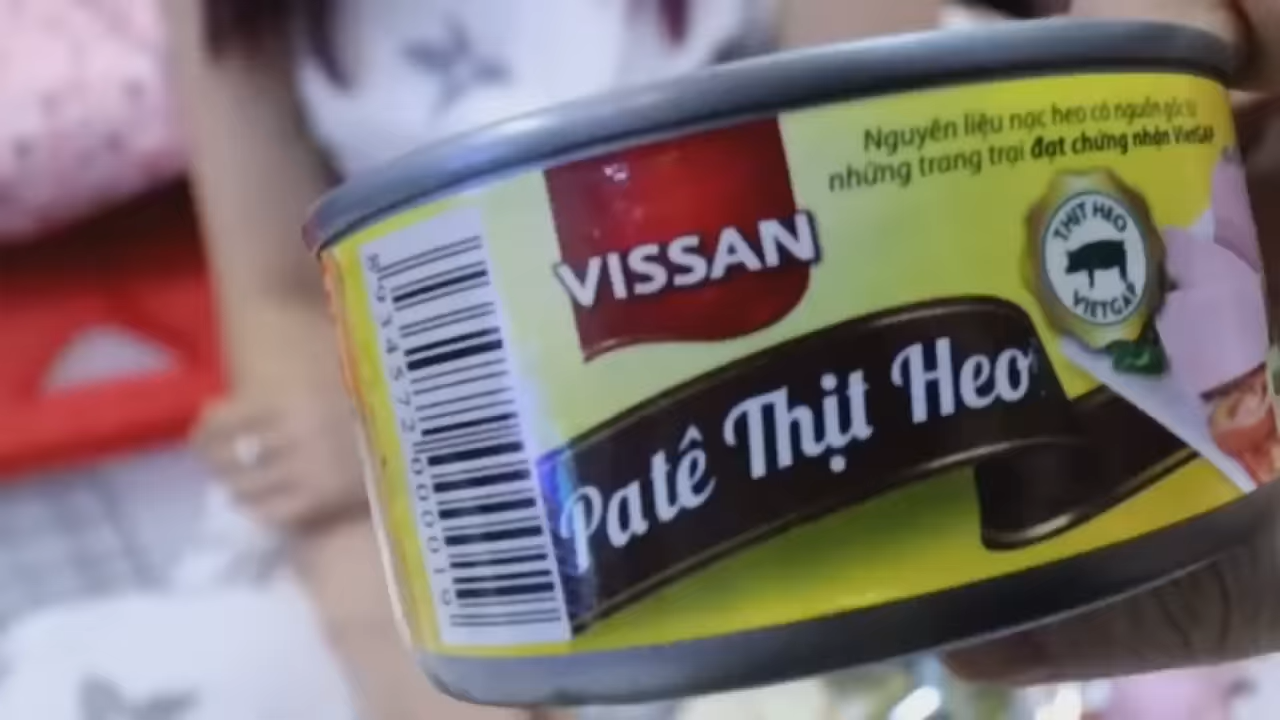 VISSAN
Nguyên liệu nạc heo có nguồn gốc từ
những trang trại đạt chứng nhận VietGAP
THỊT HEO
VIETGAP
Patê Thịt Heo